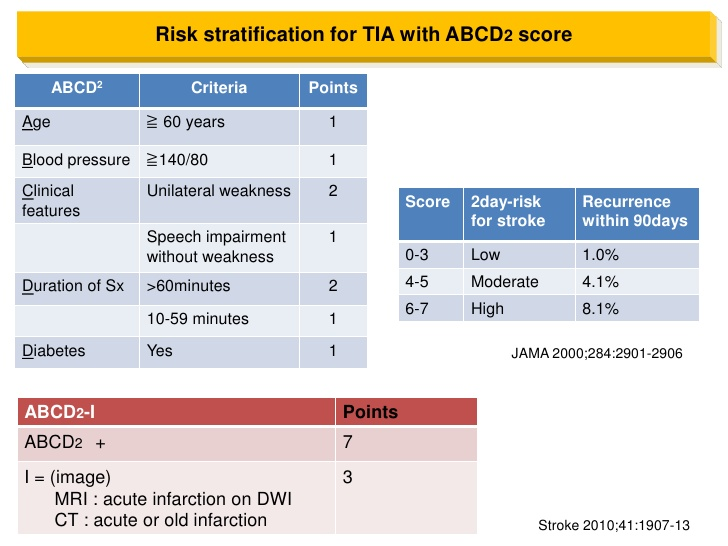 Risk stratification for TIA with ABCD2 score
ABCD² Criteria Points
Age ≧ 60 years 1
Blood pressure ≧140/80 1
Clinical features Unilateral weakness 2
Speech impairment without weakness 1
Duration of Sx >60minutes 2
10-59 minutes 1
Diabetes Yes 1
Score 2day-risk for stroke Recurrence within 90days
0-3 Low 1.0%
4-5 Moderate 4.1%
6-7 High 8.1%
JAMA 2000;284:2901-2906
ABCD2-I Points
ABCD2 + 7
I = (image) 3
MRI : acute infarction on DWI
CT : acute or old infarction
Stroke 2010;41:1907-13